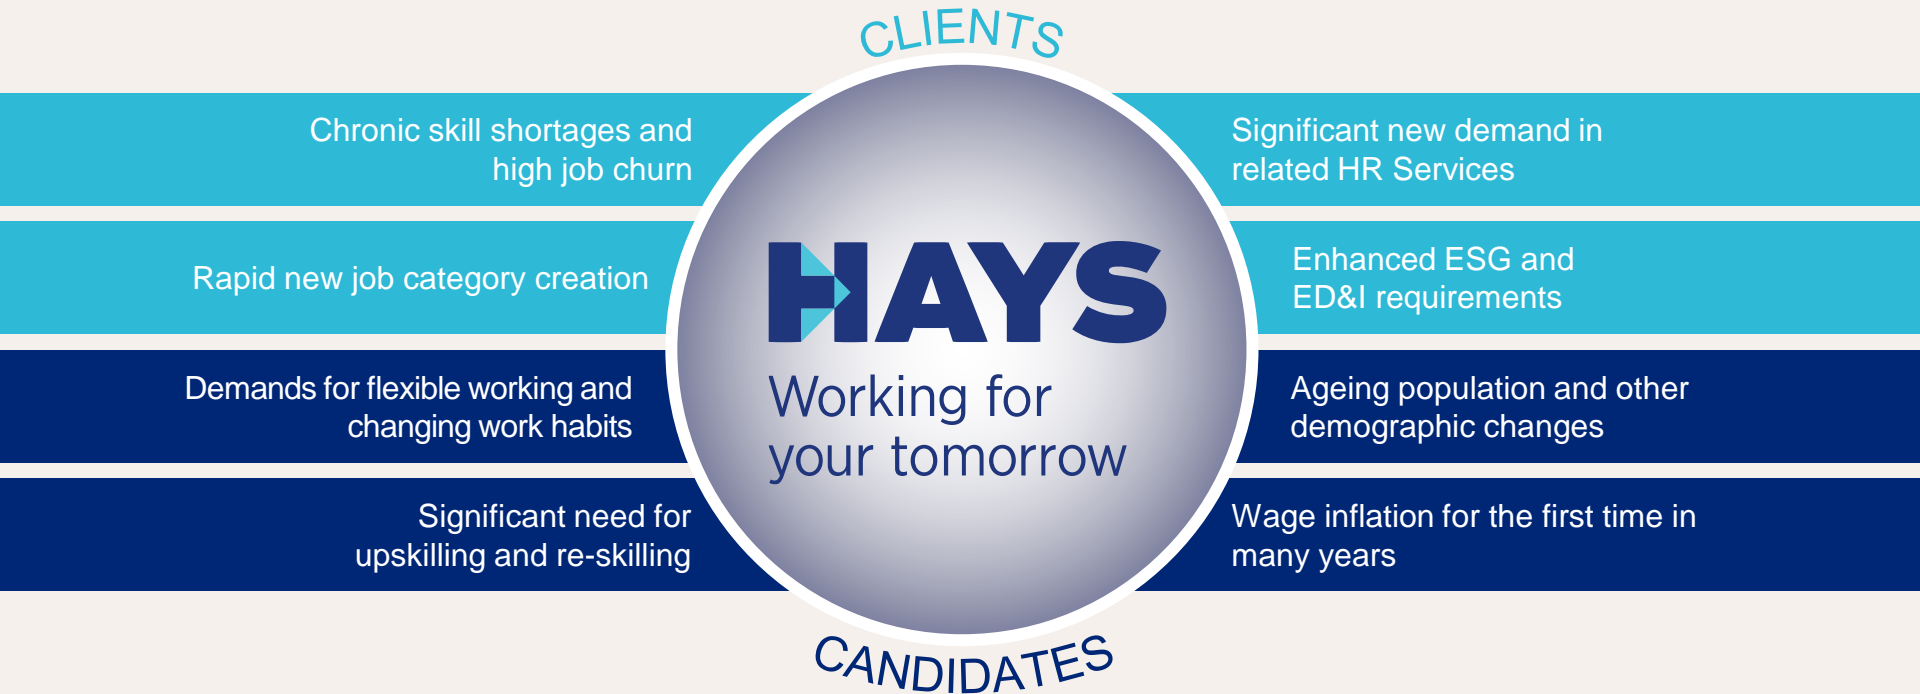 CLIENTS
Chronic skill shortages and
high job churn
Significant new demand in
related HR Services
Rapid new job category creation
Enhanced ESG and
ED&I requirements
HAYS
Working for
your tomorrow
Demands for flexible working and
changing work habits
Ageing population and other
demographic changes
Significant need for
upskilling and re-skilling
Wage inflation for the first time in
many years
CANDIDATES